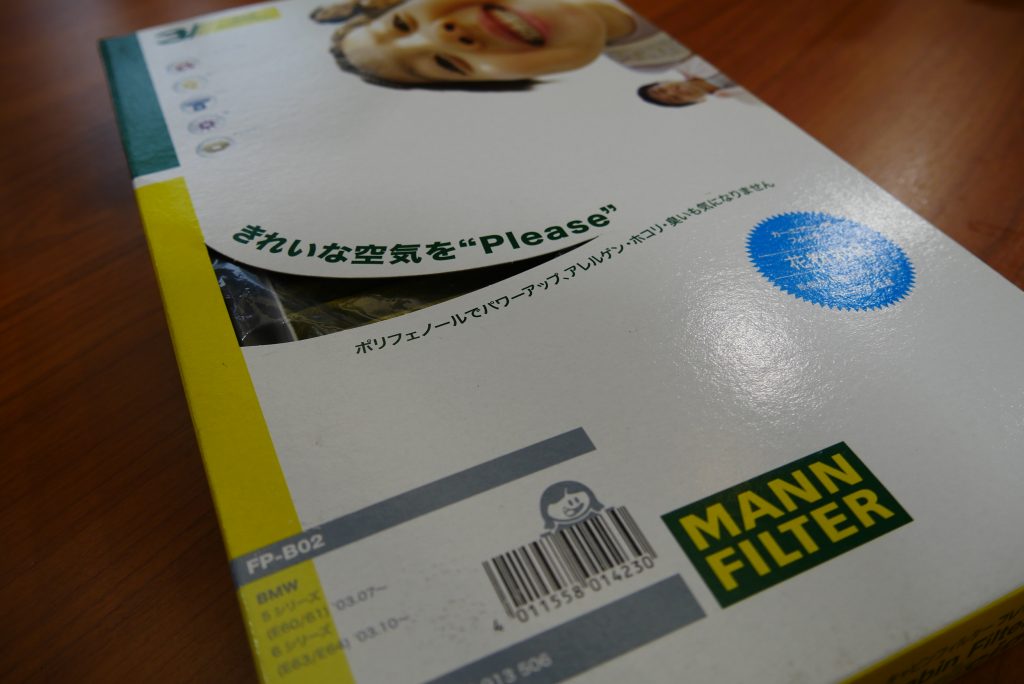 きれいな空気を“Please”
ポリフェノールでパワーアップ、アレルゲン・ホコリ・臭いも気になりません
MANN
FILTER
FP-B02
BMW
5 シリーズ
(E60/61) '03.07~
6 シリーズ
(E63/E64) '03.10~
4 011558 014230
013 506